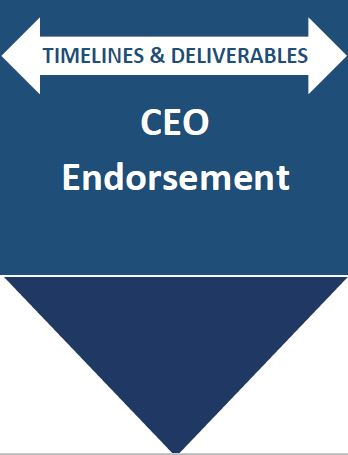 TIMELINES & DELIVERABLES
CEO
Endorsement